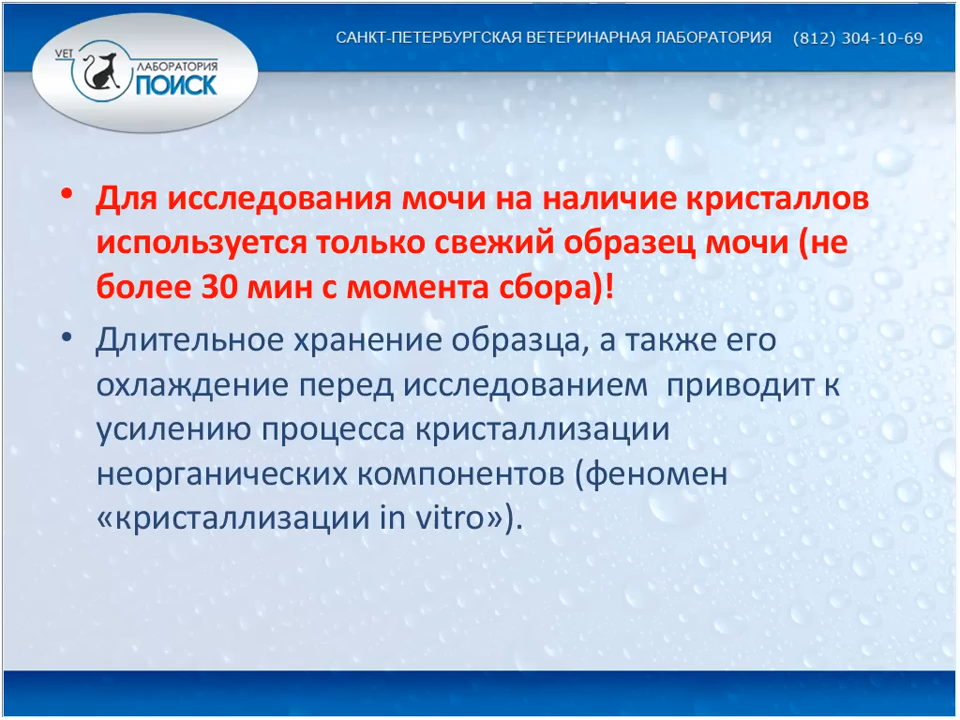 САНКТ-ПЕТЕРБУРГСКАЯ ВЕТЕРИНАРНАЯ ЛАБОРАТОРИЯ (812) 304-10-69
VET
ЛАБОРАТОРИЯ
ПОИСК
• Для исследования мочи на наличие кристаллов
используется только свежий образец мочи (не
более 30 мин с момента сбора)!
• Длительное хранение образца, а также его
охлаждение перед исследованием приводит к
усилению процесса кристаллизации
неорганических компонентов (феномен
«кристаллизации in vitro»).